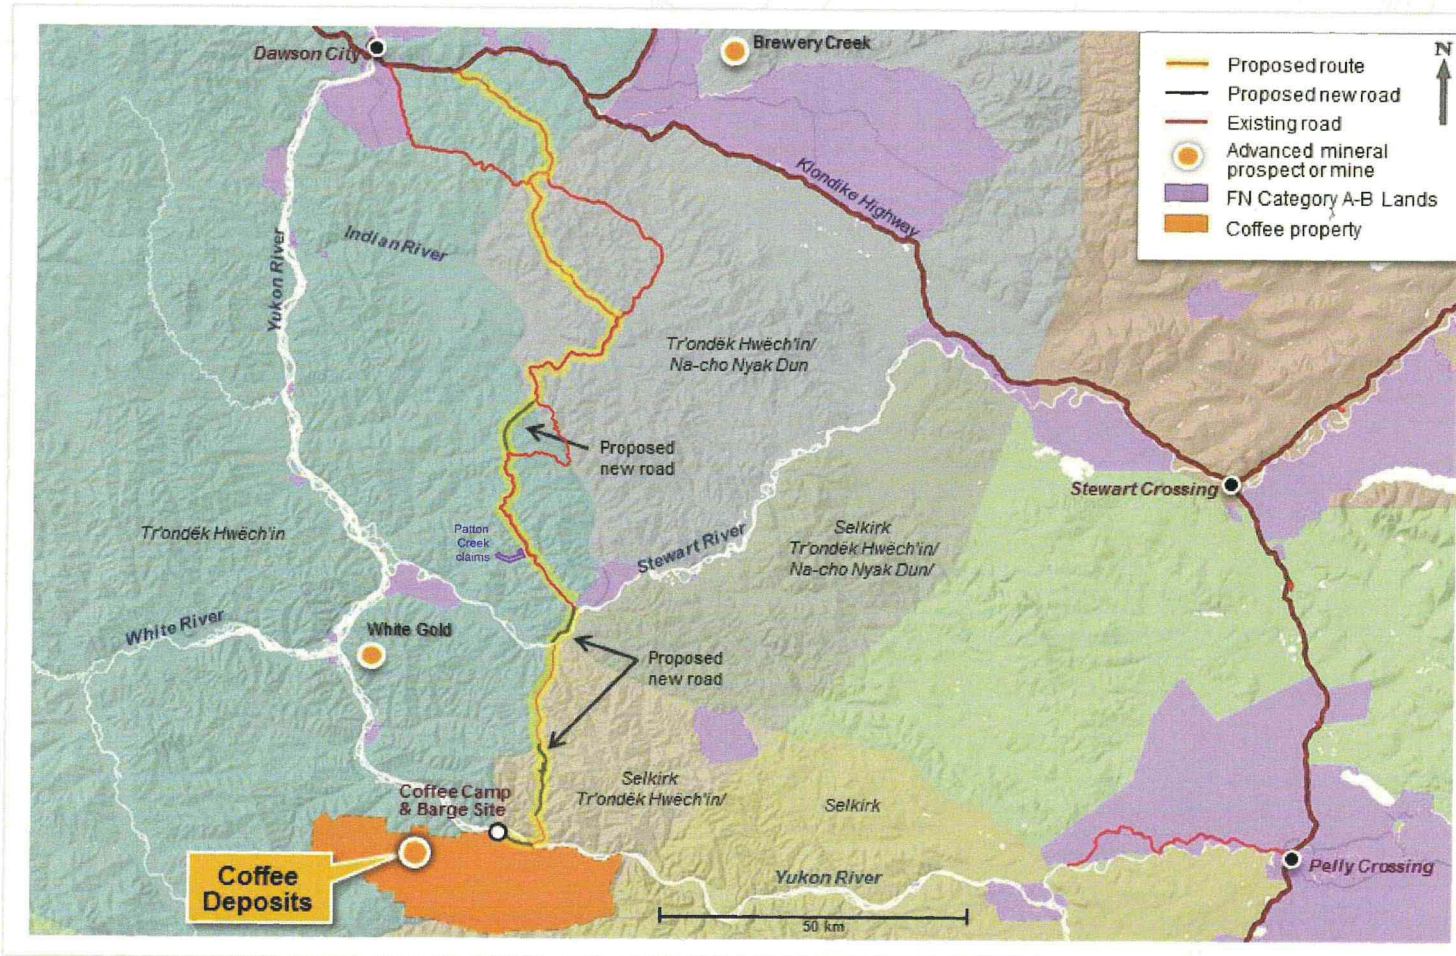 Dawson City
Brewery Creek
N
Proposed route
Proposed new road
Existing road
Advanced mineral
prospect or mine
FN Category A-B Lands
Coffee property
Klondike Highway
Indian River
Yukon River
Tr'ondëk Hwëch'in/
Na-cho Nyak Dun
Proposed
new road
Stewart Crossing
Tr'ondëk Hwëch'in
Patton
Creek
claims
Stewart River
Selkirk
Tr'ondëk Hwëch'in/
Na-cho Nyak Dun/
White River
White Gold
Proposed
new road
Coffee Camp
& Barge Site
Selkirk
Tr'ondëk Hwëch'in/
Selkirk
Coffee
Deposits
Yukon River
Pelly Crossing
50 km